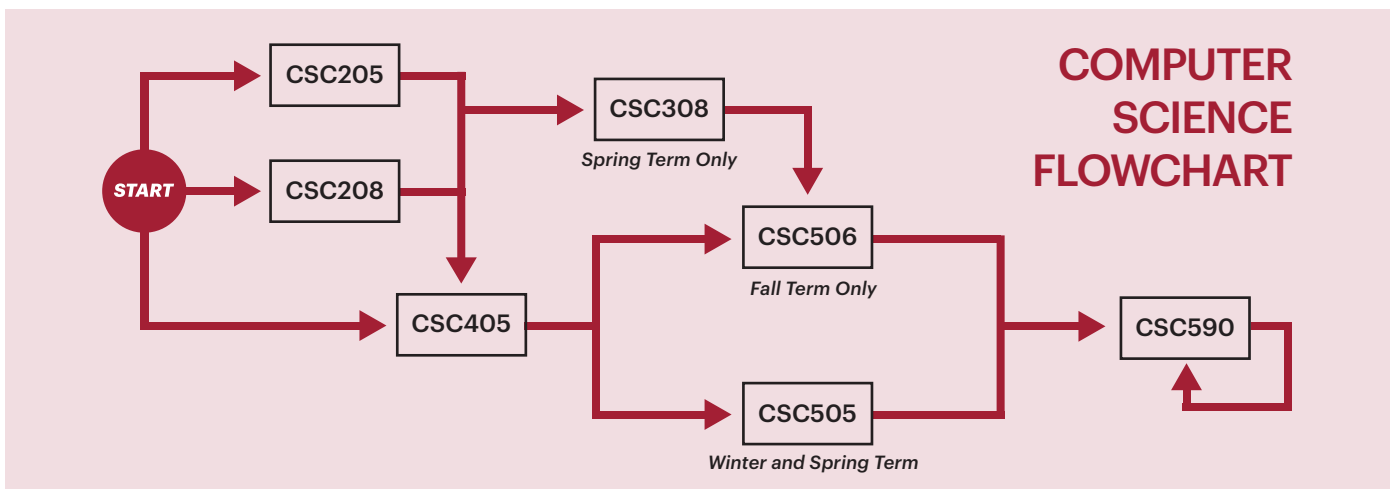 COMPUTER
SCIENCE
FLOWCHART
START
CSC205
CSC208
CSC308
Spring Term Only
CSC405
CSC506
Fall Term Only
CSC505
Winter and Spring Term
CSC590